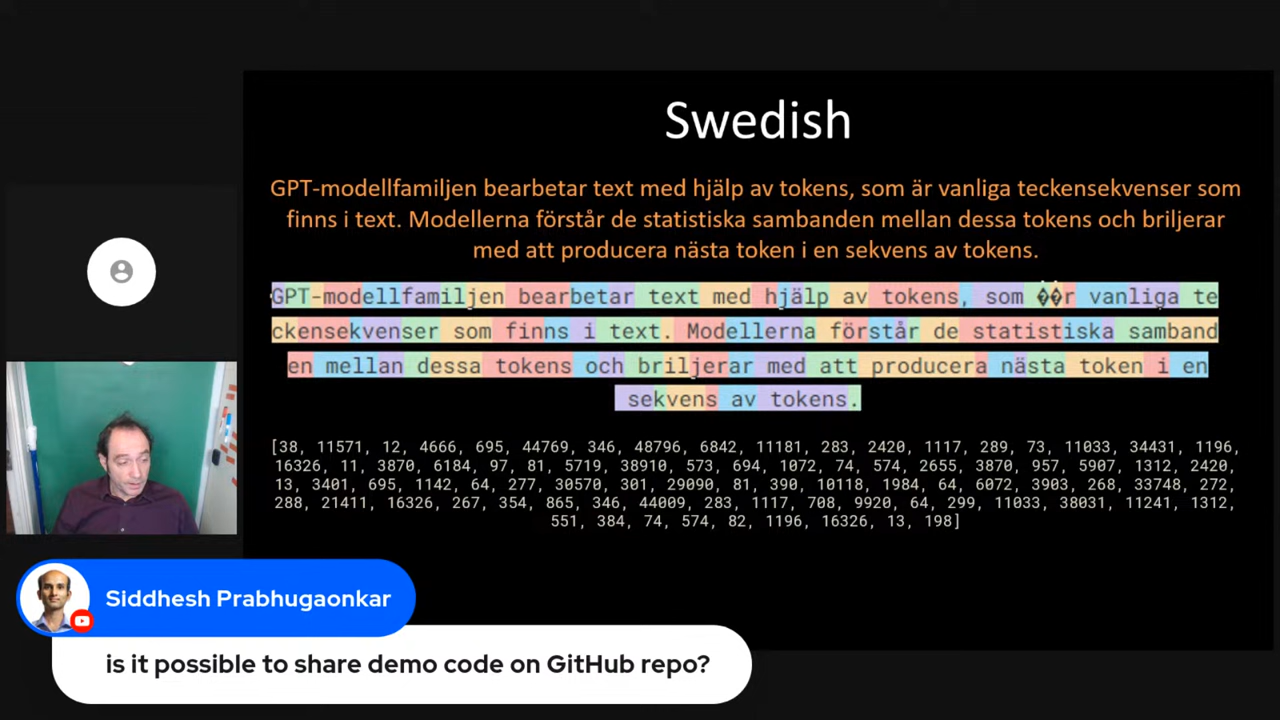 Swedish
GPT-modellfamiljen bearbetar text med hjälp av tokens, som är vanliga teckensekvenser som
finns i text. Modellerna förstår de statistiska sambanden mellan dessa tokens och briljerar
med att producera nästa token i en sekvens av tokens.
GPT-modellfamiljen bearbetar text med hjälp av tokens, som ��r vanliga te
ckensekvenser som finns i text. Modellerna förstår de statistiska samband
en mellan dessa tokens och briljerar med att producera nästa token i en
sekvens av tokens.
[38, 11571, 12, 4666, 695, 44769, 346, 48796, 6842, 11181, 283, 2420, 1117, 289, 73, 11033, 34431, 1196,
16326, 11, 3870, 6184, 97, 81, 5719, 38910, 573, 694, 1072, 74, 574, 2655, 3870, 957, 5907, 1312, 2420,
13, 3401, 695, 1142, 64, 277, 30570, 301, 29090, 81, 390, 10118, 1984, 64, 6072, 3903, 268, 33748, 272,
288, 21411, 16326, 267, 354, 865, 346, 44009, 283, 1117, 708, 9920, 64, 299, 11033, 38031, 11241, 1312,
551, 384, 74, 574, 82, 1196, 16326, 13, 198]
Siddhesh Prabhugaonkar
is it possible to share demo code on GitHub repo?